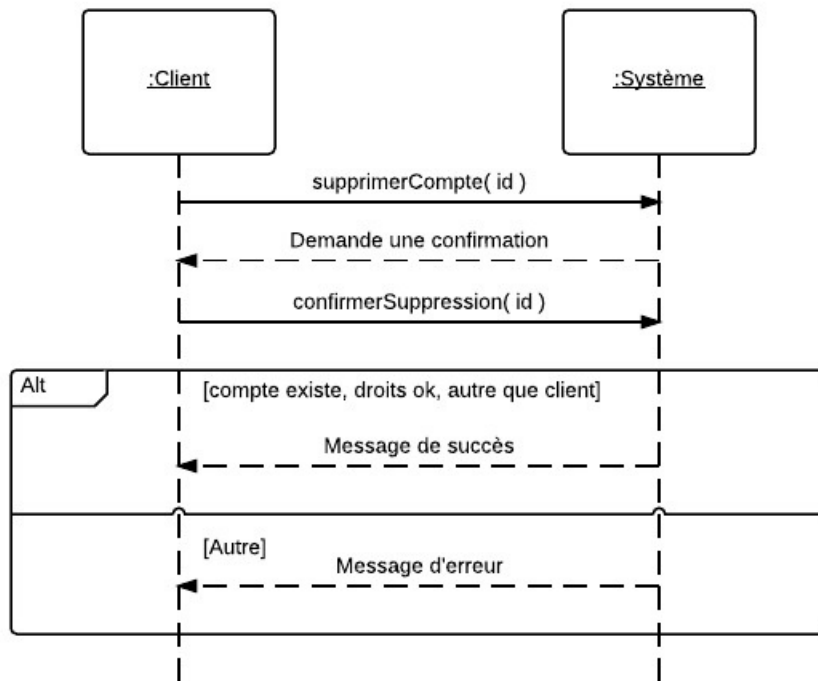 :Client
:Système
supprimerCompte( id )
Demande une confirmation
confirmerSuppression( id )
Alt
[compte existe, droits ok, autre que client]
Message de succès
[Autre]
Message d'erreur